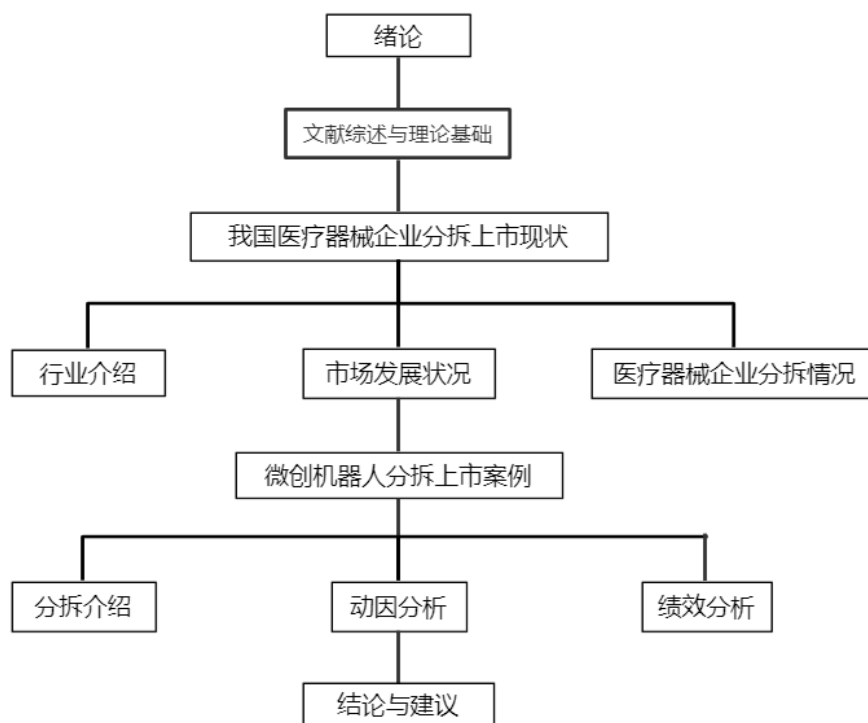 绪论
文献综述与理论基础
我国医疗器械企业分拆上市现状
行业介绍
市场发展状况
医疗器械企业分拆情况
微创机器人分拆上市案例
分拆介绍
动因分析
绩效分析
结论与建议